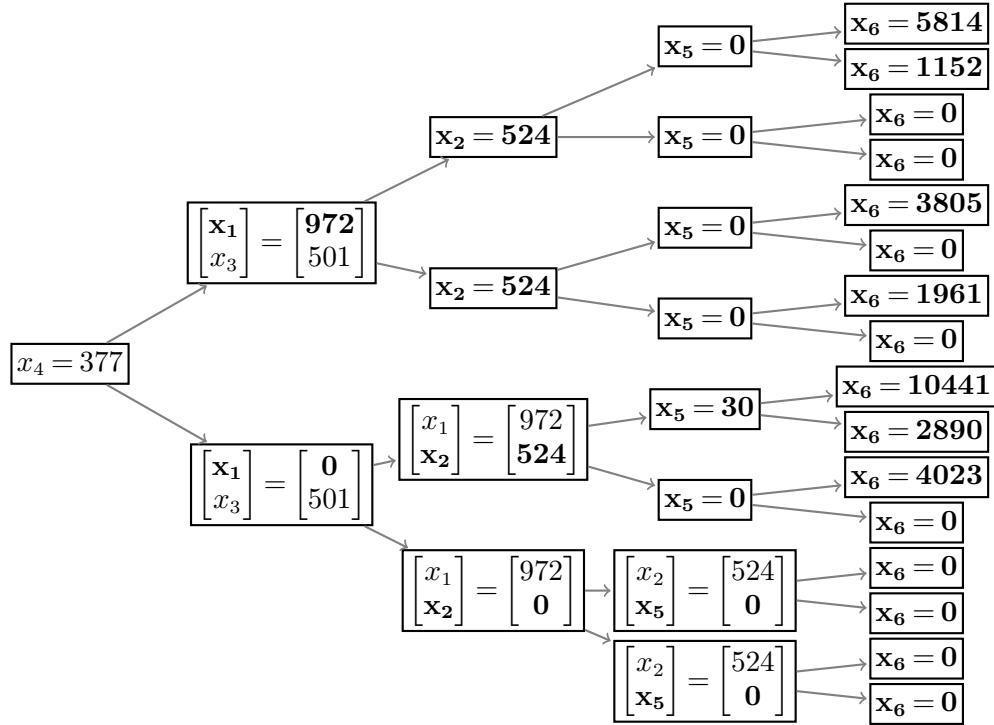 x₆ = 5814
x₅ = 0
x₆ = 1152
x₆ = 0
x₂ = 524
x₅ = 0
x₆ = 0
x₆ = 3805
[x₁ x₃] = [972 501]
x₅ = 0
x₆ = 0
x₂ = 524
x₆ = 1961
x₅ = 0
x₆ = 0
x₄ = 377
x₆ = 10441
x₅ = 30
[x₁ x₂] = [972 524]
x₆ = 2890
x₆ = 4023
[x₁ x₃] = [0 501]
x₅ = 0
x₆ = 0
x₆ = 0
[x₁ x₂] = [972 0]
[x₂ x₅] = [524 0]
x₆ = 0
x₆ = 0
[x₂ x₅] = [524 0]
x₆ = 0